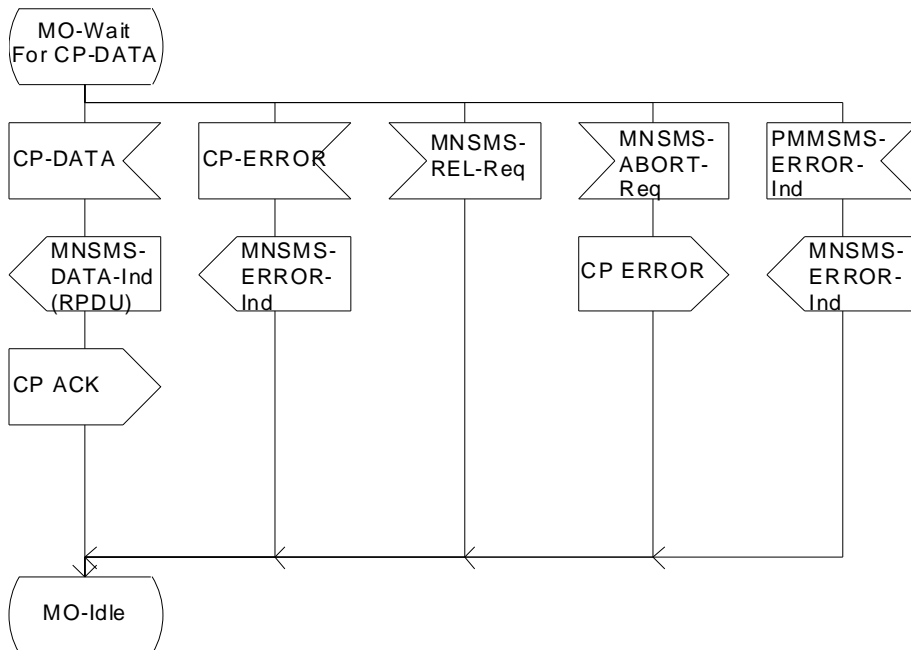 MO-Wait
For CP-DATA
CP-DATA
CP-ERROR
MNSMS-
REL-Req
MNSMS-
ABORT-
Req
PMMSMS-
ERROR-
Ind
MNSMS-
DATA-Ind
(RPDU)
MNSMS-
ERROR-
Ind
CP ERROR
MNSMS-
ERROR-
Ind
CP ACK
MO-Idle